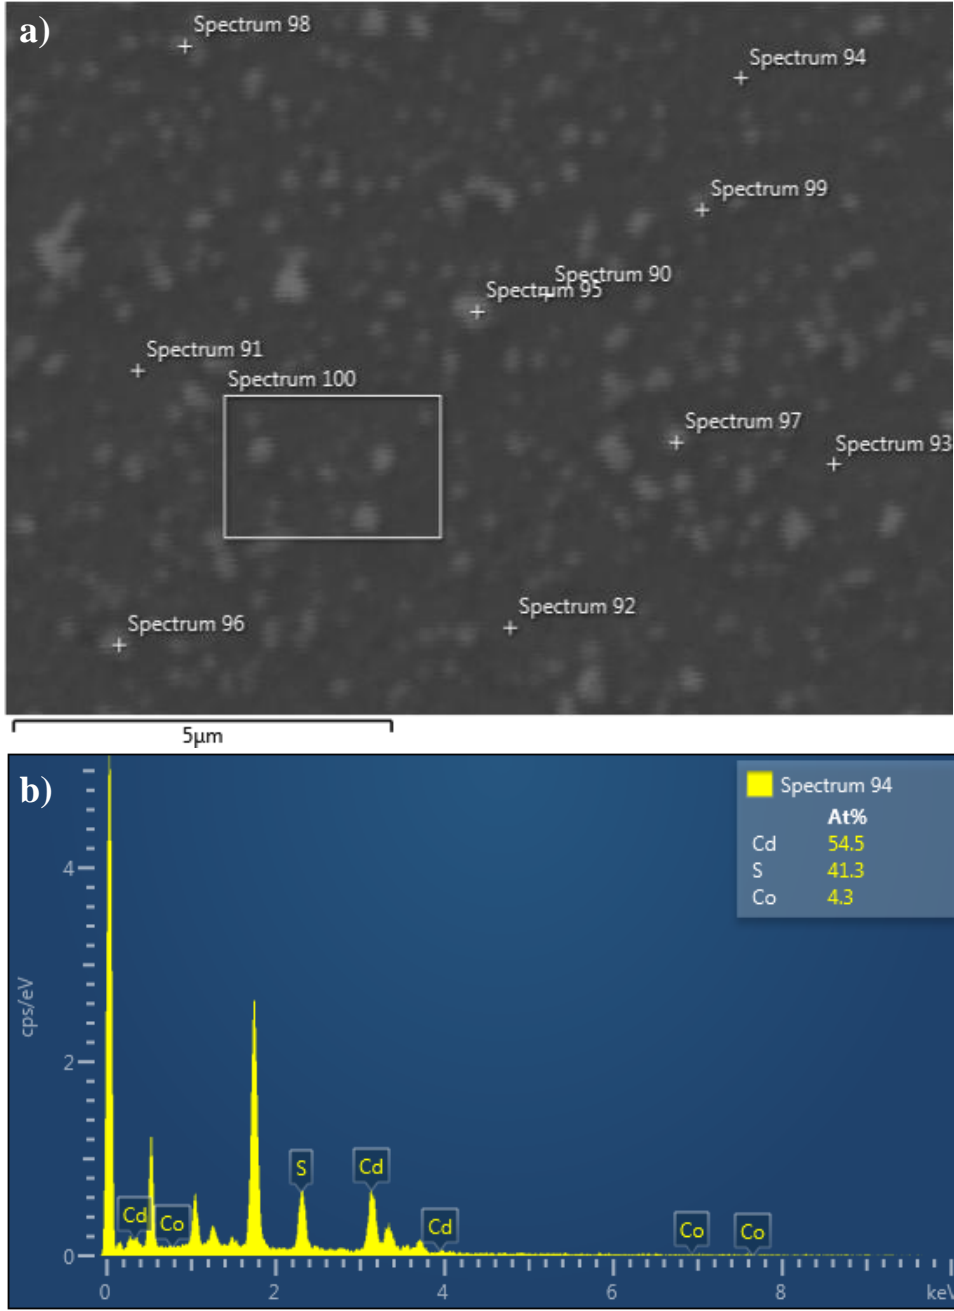 a)
Spectrum 98
Spectrum 94
Spectrum 99
Spectrum 90
Spectrum 95
Spectrum 91
Spectrum 100
Spectrum 97
Spectrum 93
Spectrum 92
Spectrum 96
5μm
b)
Spectrum 94
At%
Cd 54.5
S 41.3
Co 4.3
cps/eV
4
2
0
Cd
Co
S
Cd
Cd
Co
Co
0 2 4 6 8 keV